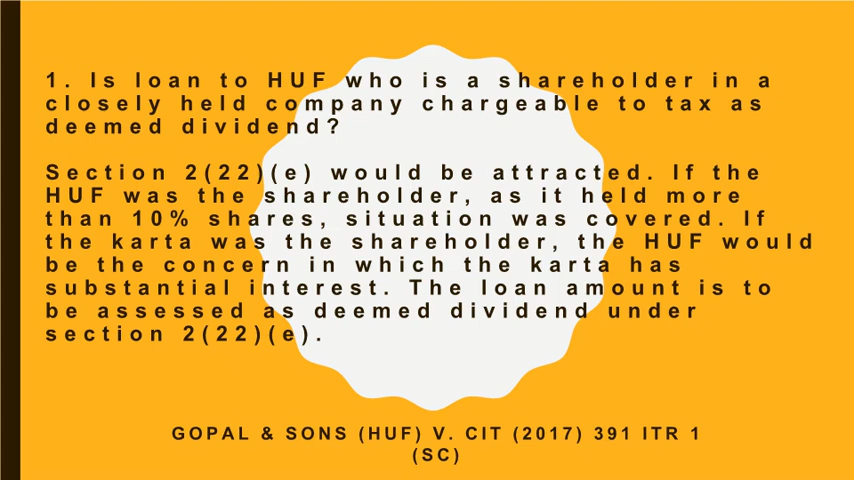 1. Is loan to HUF who is a shareholder in a
closely held company chargeable to tax as
deemed dividend?
Section 2(22)(e) would be attracted. If the
HUF was the shareholder, as it held more
than 10% shares, situation was covered. If
the karta was the shareholder, the HUF would
be the concern in which the karta has
substantial interest. The loan amount is to
be assessed as deemed dividend under
section 2(22)(e).
GOPAL & SONS (HUF) V. CIT (2017) 391 ITR 1
(SC)